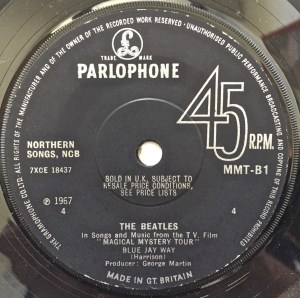 ALL RIGHTS OF THE MANUFACTURER AND OF THE OWNER OF THE RECORDED WORK RESERVED · UNAUTHORISED PUBLIC PERFORMANCE BROADCASTING AND COPYING OF THIS RECORD PROHIBITED · THE GRAMOPHONE CO. LTD.
TRADE MARK
PARLOPHONE
45
R.P.M.
NORTHERN
SONGS, NCB
7XCE 18437
MMT-B1
SOLD IN U.K. SUBJECT TO
RESALE PRICE CONDITIONS,
SEE PRICE LISTS
℗ 1967
4
4
THE BEATLES
In Songs and Music from the T.V. Film
"MAGICAL MYSTERY TOUR"
BLUE JAY WAY
(Harrison)
Producer: George Martin
MADE IN GT. BRITAIN